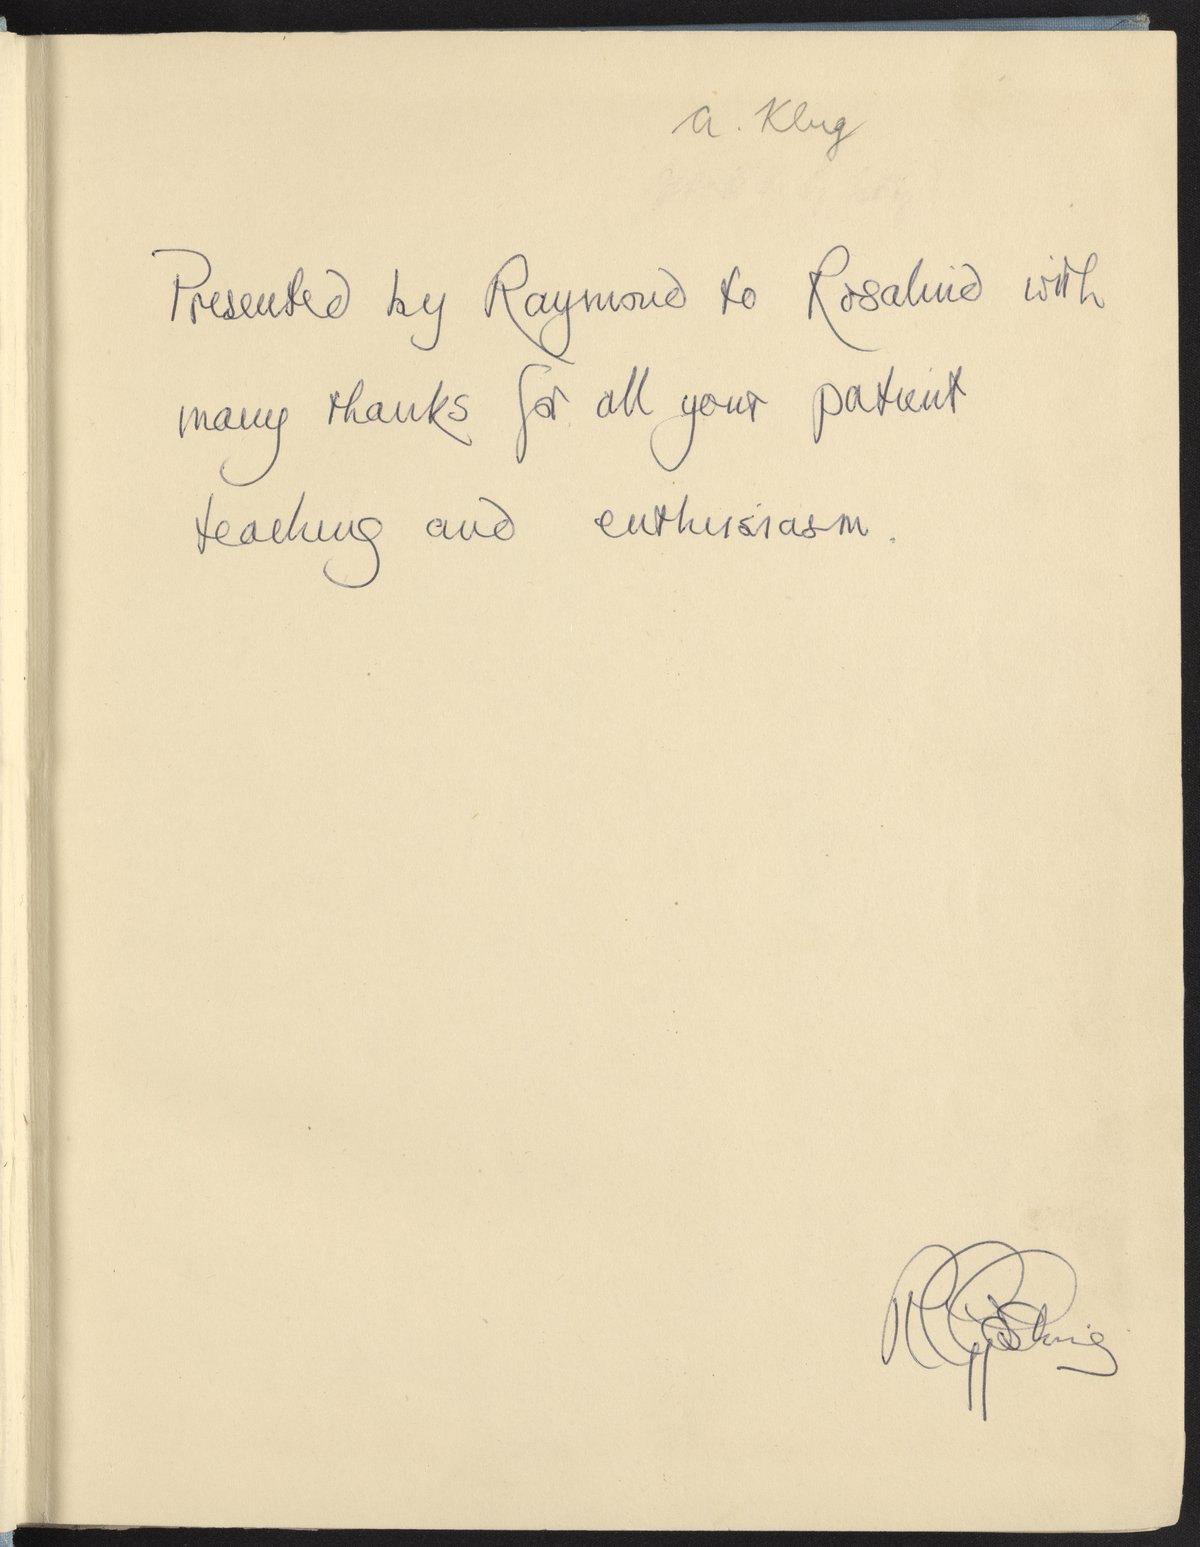 A. Klug
Presented by Raymond to Rosalind with
many thanks for all your patient
teaching and enthusiasm.